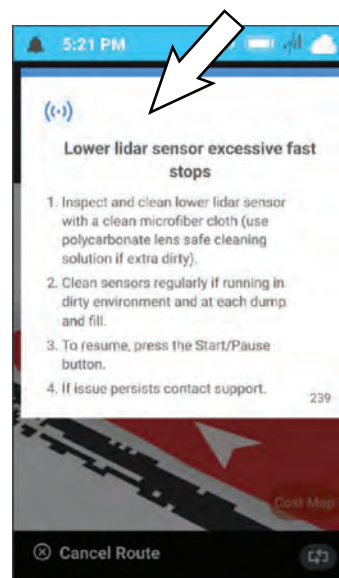 5:21 PM
Lower lidar sensor excessive fast
stops
1. Inspect and clean lower lidar sensor
with a clean microfiber cloth (use
polycarbonate lens safe cleaning
solution if extra dirty).
2. Clean sensors regularly if running in
dirty environment and at each dump
and fill.
3. To resume, press the Start/Pause
button.
4. If issue persists contact support.
239
Cost Map
Cancel Route